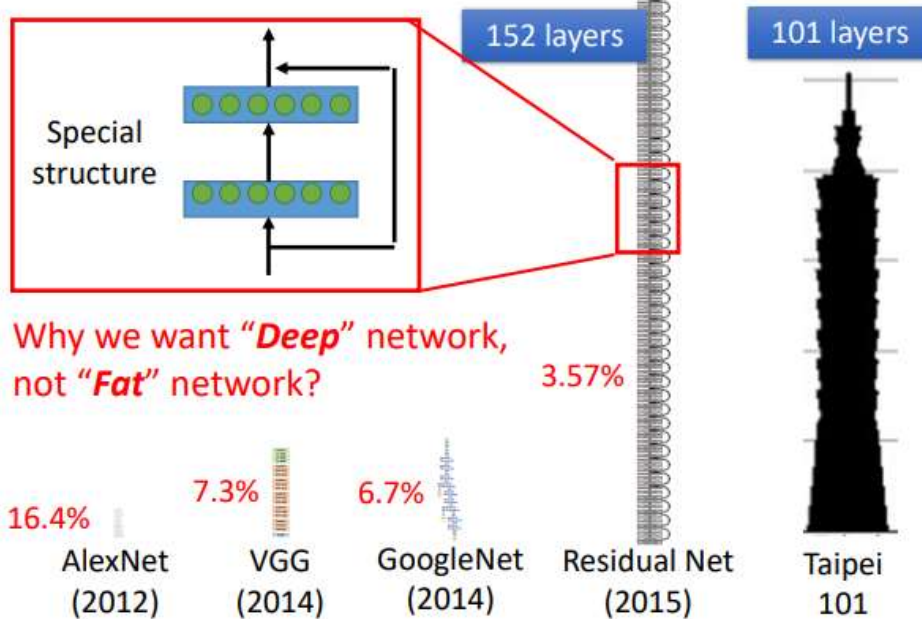 152 layers
101 layers
Special
structure
Why we want “Deep” network,
not “Fat” network?
3.57%
16.4%
7.3%
6.7%
AlexNet
(2012)
VGG
(2014)
GoogleNet
(2014)
Residual Net
(2015)
Taipei
101